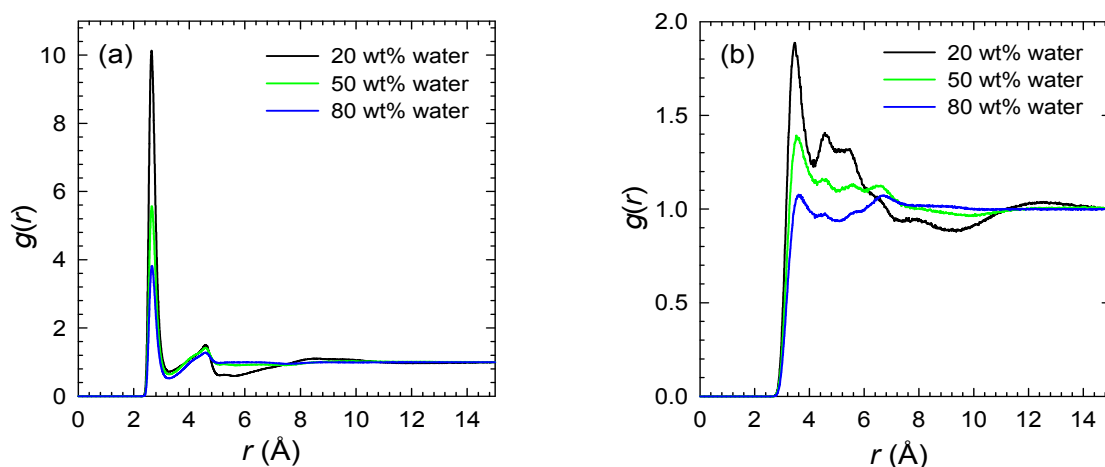 (a)
20 wt% water
50 wt% water
80 wt% water
g(r)
10
8
6
4
2
0
0 2 4 6 8 10 12 14
r (Å)
(b)
20 wt% water
50 wt% water
80 wt% water
g(r)
2.0
1.5
1.0
0.5
0.0
0 2 4 6 8 10 12 14
r (Å)